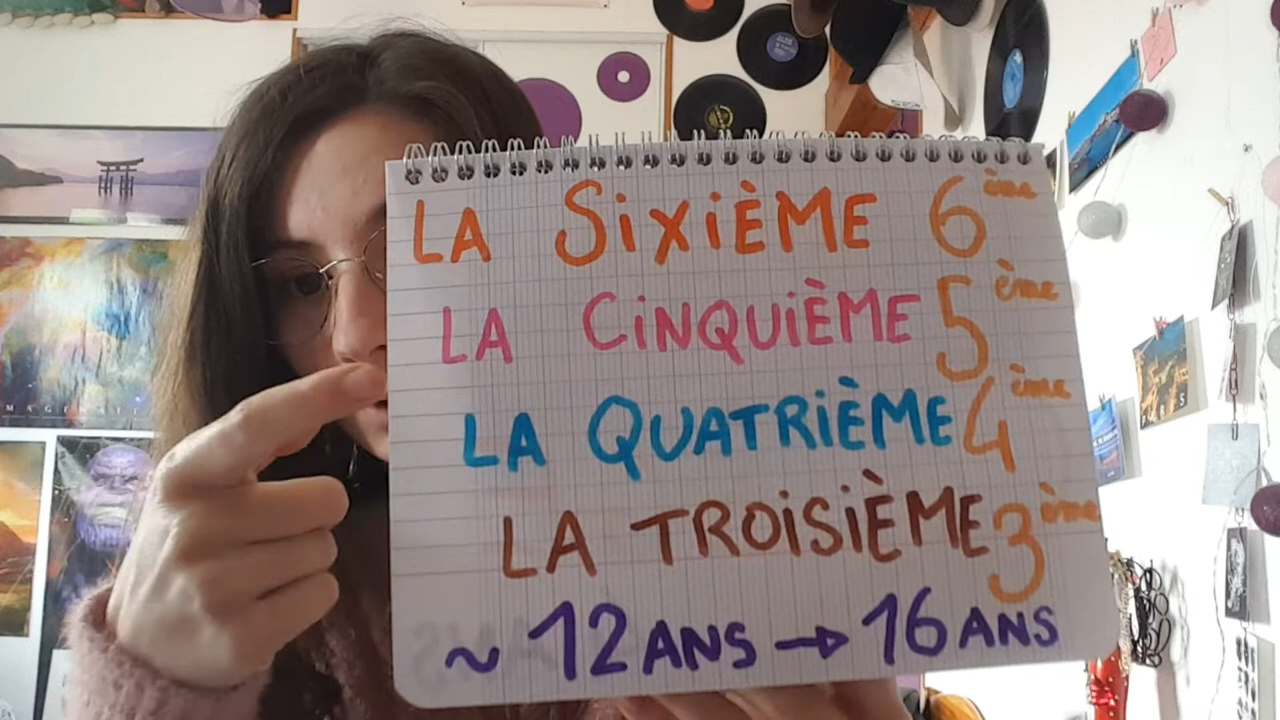 LA SiXiÈME 6ème
LA CiNQUiÈME 5ème
LA QUATRiÈME 4ème
LA TROiSiÈME 3ème
~ 12 ANS → 16 ANS